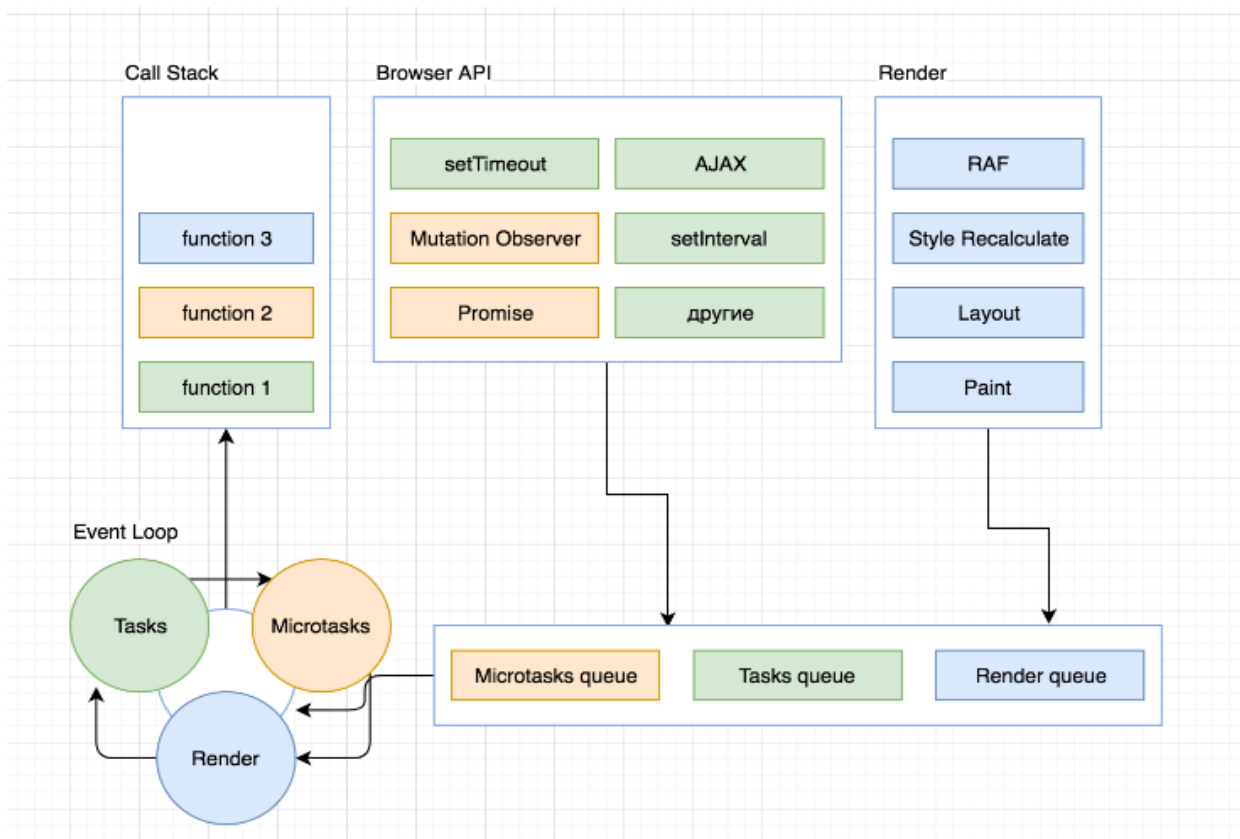 Call Stack
Browser API
Render
setTimeout
AJAX
RAF
function 3
Mutation Observer
setInterval
Style Recalculate
function 2
Promise
другие
Layout
function 1
Paint
Event Loop
Tasks
Microtasks
Microtasks queue
Tasks queue
Render queue
Render